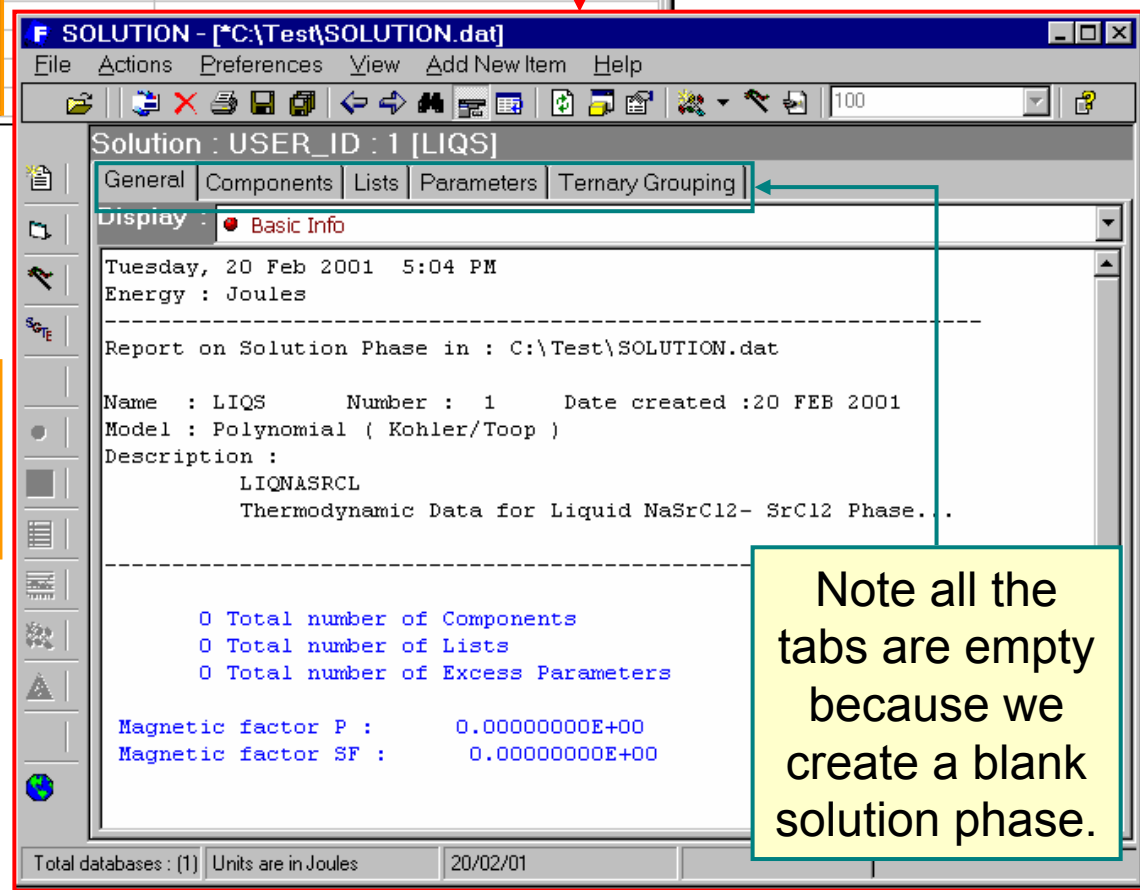 F SOLUTION - [*C:\Test\SOLUTION.dat]
File Actions Preferences View Add New Item Help
100
Solution : USER_ID : 1 [LIQS]
General Components Lists Parameters Ternary Grouping
Display : Basic Info
Tuesday, 20 Feb 2001 5:04 PM
Energy : Joules
SGTE
Report on Solution Phase in : C:\Test\SOLUTION.dat
Name : LIQS Number : 1 Date created :20 FEB 2001
Model : Polynomial ( Kohler/Toop )
Description :
LIQNASRCL
Thermodynamic Data for Liquid NaSrCl2- SrCl2 Phase...
0 Total number of Components
0 Total number of Lists
0 Total number of Excess Parameters
Magnetic factor P : 0.00000000E+00
Magnetic factor SF : 0.00000000E+00
Note all the
tabs are empty
because we
create a blank
solution phase.
Total databases : (1) Units are in Joules 20/02/01